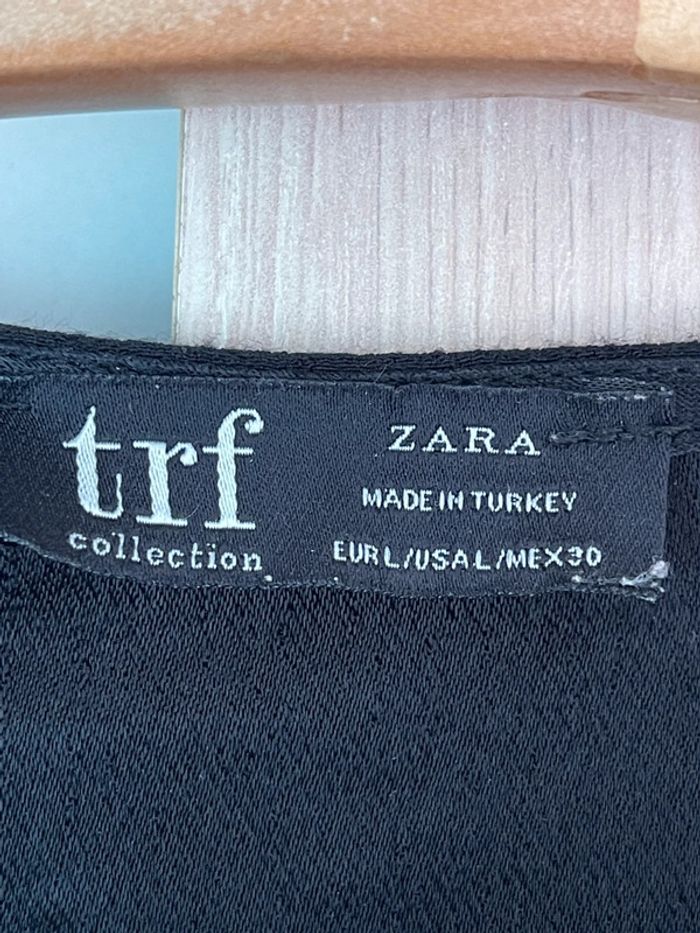 trf
collection
ZARA
MADE IN TURKEY
EUR L/USA L/MEX 30